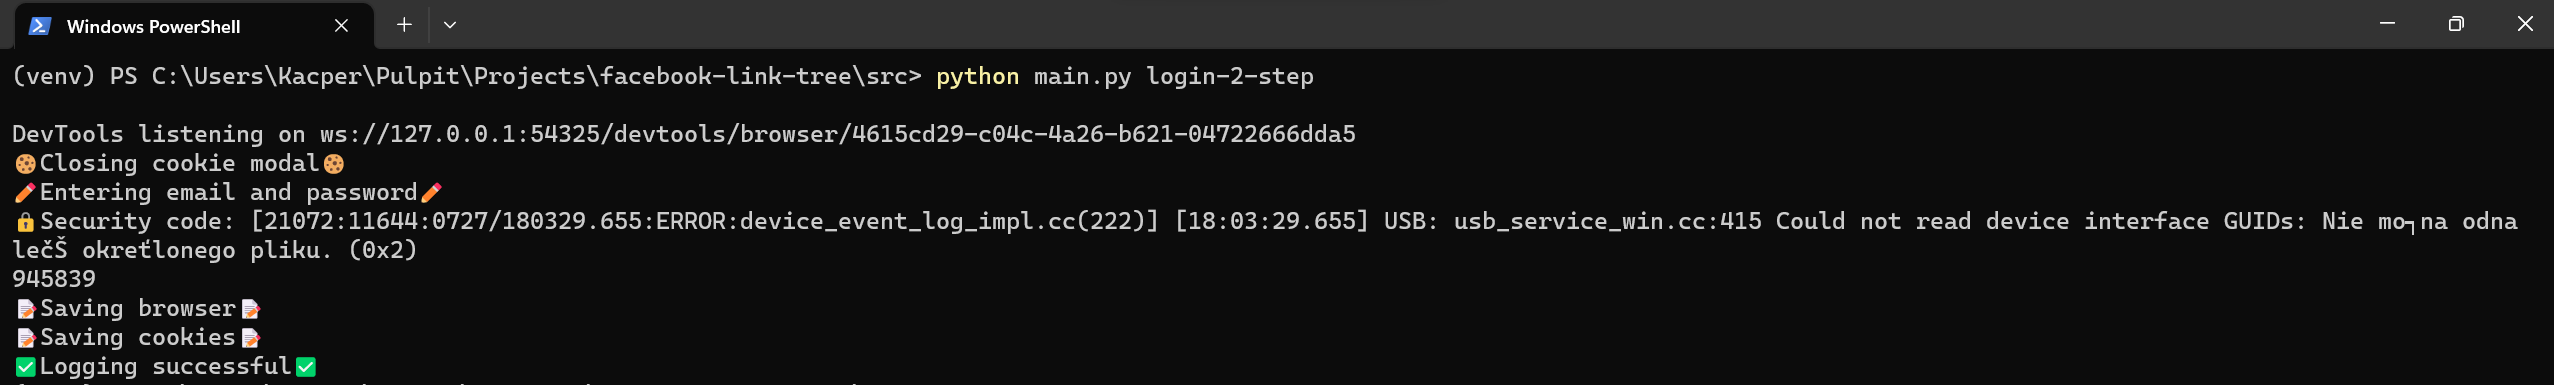 Windows PowerShell
(venv) PS C:\Users\Kacper\Pulpit\Projects\facebook-link-tree\src> python main.py login-2-step
DevTools listening on ws://127.0.0.1:54325/devtools/browser/4615cd29-c04c-4a26-b621-04722666dda5
🍪Closing cookie modal🍪
✏️Entering email and password✏️
🔒Security code: [21072:11644:0727/180329.655:ERROR:device_event_log_impl.cc(222)] [18:03:29.655] USB: usb_service_win.cc:415 Could not read device interface GUIDs: Nie mo┐na odna
lečŠ okreťlonego pliku. (0x2)
945839
📝Saving browser📝
📝Saving cookies📝
✅Logging successful✅